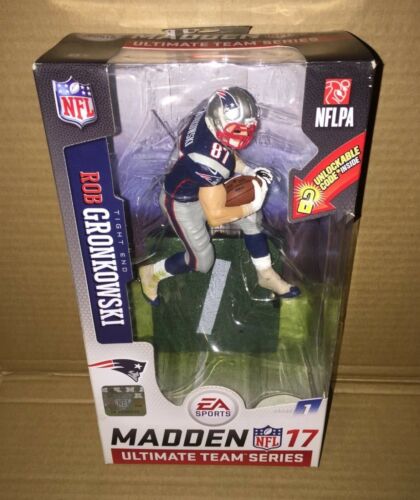 MADDEN
ULTIMATE TEAM SERIES
NFL
NFLPA
UNLOCKABLE
CODE INSIDE
ROB
GRONKOWSKI
TIGHT END
81
EA
SPORTS
1
MADDEN NFL 17
ULTIMATE TEAM SERIES